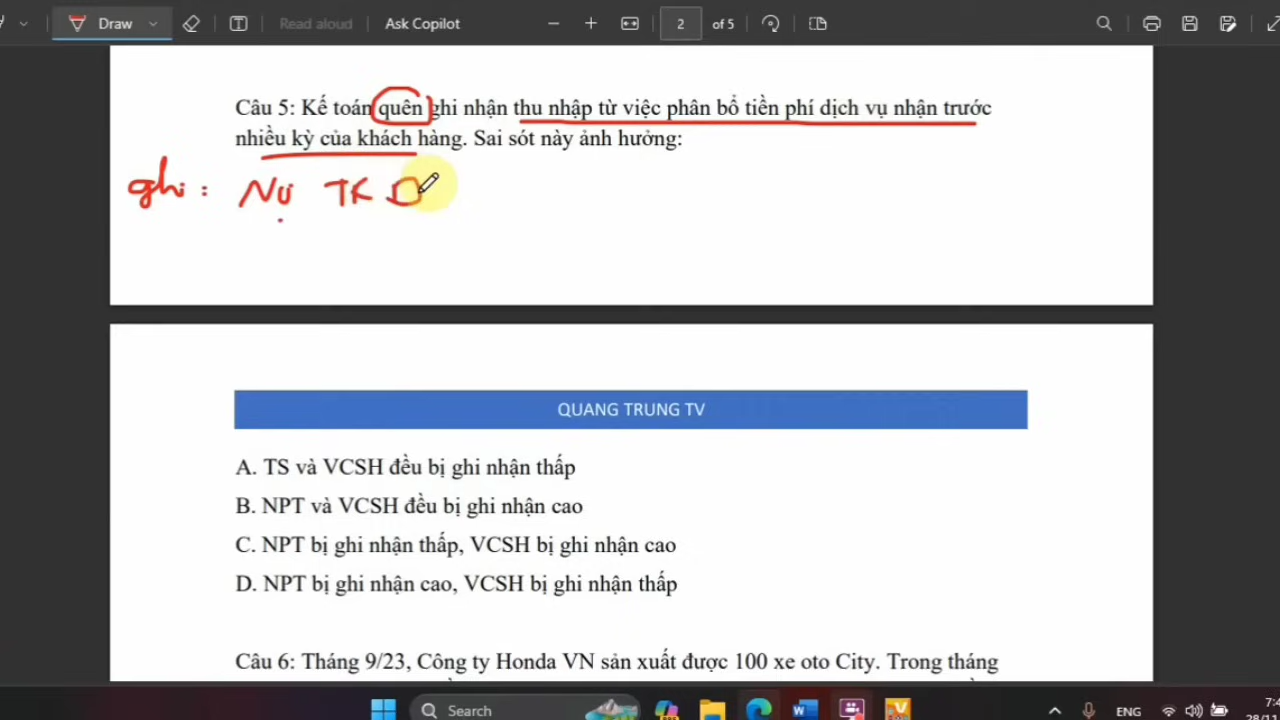 Draw
Read aloud
Ask Copilot
2
of 5
Câu 5: Kế toán quên ghi nhận thu nhập từ việc phân bổ tiền phí dịch vụ nhận trước
nhiều kỳ của khách hàng. Sai sót này ảnh hưởng:
ghi : Nợ TK D
QUANG TRUNG TV
A. TS và VCSH đều bị ghi nhận thấp
B. NPT và VCSH đều bị ghi nhận cao
C. NPT bị ghi nhận thấp, VCSH bị ghi nhận cao
D. NPT bị ghi nhận cao, VCSH bị ghi nhận thấp
Câu 6: Tháng 9/23, Công ty Honda VN sản xuất được 100 xe oto City. Trong tháng
Search
ENG